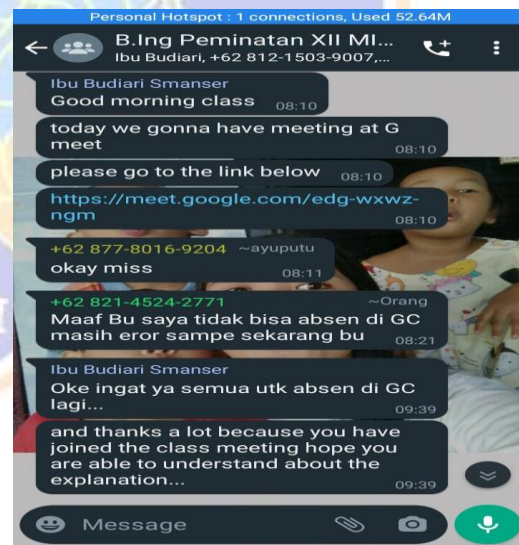 Personal Hotspot : 1 connections, Used 52.64M
B.Ing Peminatan XII MI...
Ibu Budiari, +62 812-1503-9007,...
Ibu Budiari Smanser
Good morning class 08:10
today we gonna have meeting at G
meet 08:10
please go to the link below 08:10
https://meet.google.com/edg-wxwz-
ngm 08:10
+62 877-8016-9204 ~ayuputu
okay miss 08:11
+62 821-4524-2771 ~Orang
Maaf Bu saya tidak bisa absen di GC
masih eror sampe sekarang bu 08:21
Ibu Budiari Smanser
Oke ingat ya semua utk absen di GC
lagi... 09:39
and thanks a lot because you have
joined the class meeting hope you
are able to understand about the
explanation... 09:39
Message